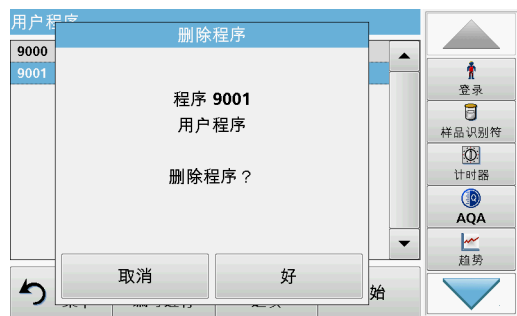 用户程序
删除程序
9000
9001
程序 9001
用户程序
删除程序？
取消
好
始
登录
样品识别符
计时器
AQA
趋势